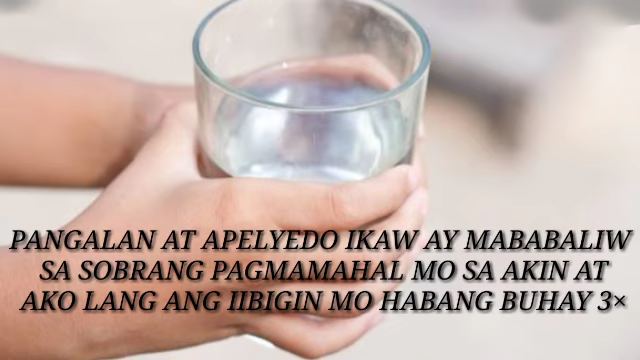 PANGALAN AT APELYEDO IKAW AY MABABALIW
SA SOBRANG PAGMAMAHAL MO SA AKIN AT
AKO LANG ANG IIBIGIN MO HABANG BUHAY 3×